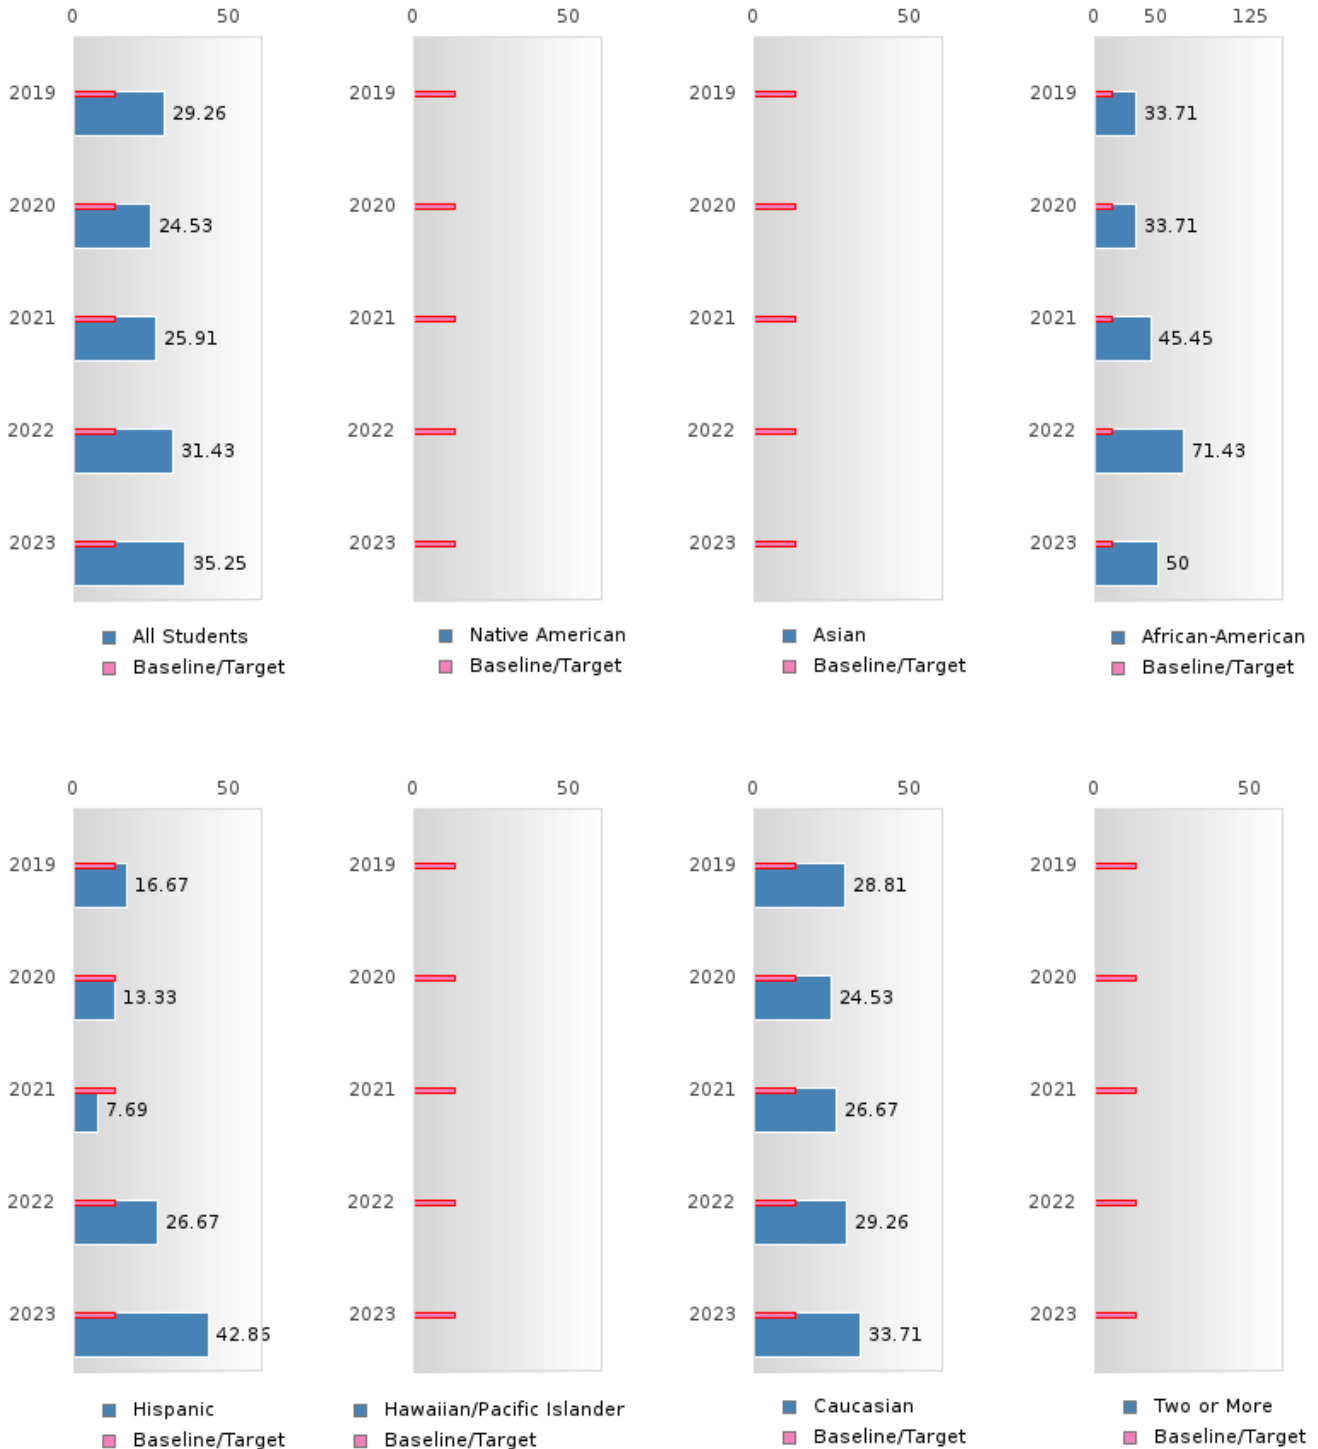 0 50 0 50 0 50 0 50 125
2019 29.26 2019 2019 2019 33.71
2020 24.53 2020 2020 2020 33.71
2021 25.91 2021 2021 2021 45.45
2022 31.43 2022 2022 2022 71.43
2023 35.25 2023 2023 2023 50
All Students Native American Asian African-American
Baseline/Target Baseline/Target Baseline/Target Baseline/Target
0 50 0 50 0 50 0 50
2019 16.67 2019 2019 28.81 2019
2020 13.33 2020 2020 24.53 2020
2021 7.69 2021 2021 26.67 2021
2022 26.67 2022 2022 29.26 2022
2023 42.86 2023 2023 33.71 2023
Hispanic Hawaiian/Pacific Islander Caucasian Two or More
Baseline/Target Baseline/Target Baseline/Target Baseline/Target